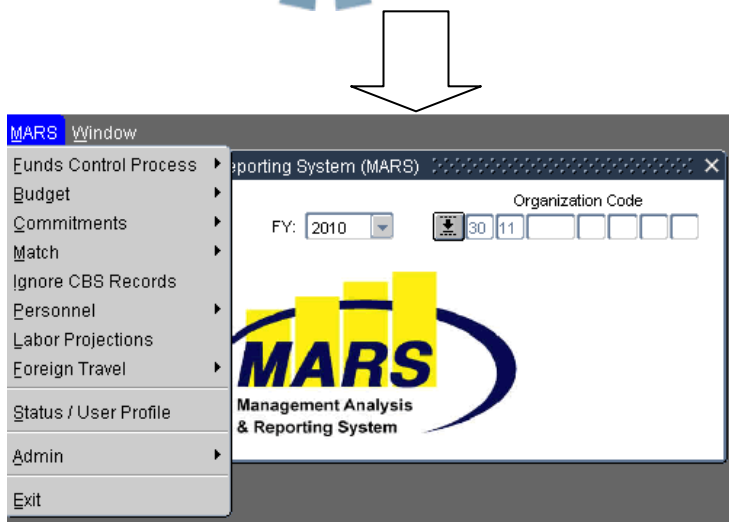 MARS Window
Funds Control Process
Budget
Commitments
Match
Ignore CBS Records
Personnel
Labor Projections
Foreign Travel
Status / User Profile
Admin
Exit
eporting System (MARS)
Organization Code
FY: 2010 30 11
MARS
Management Analysis
& Reporting System